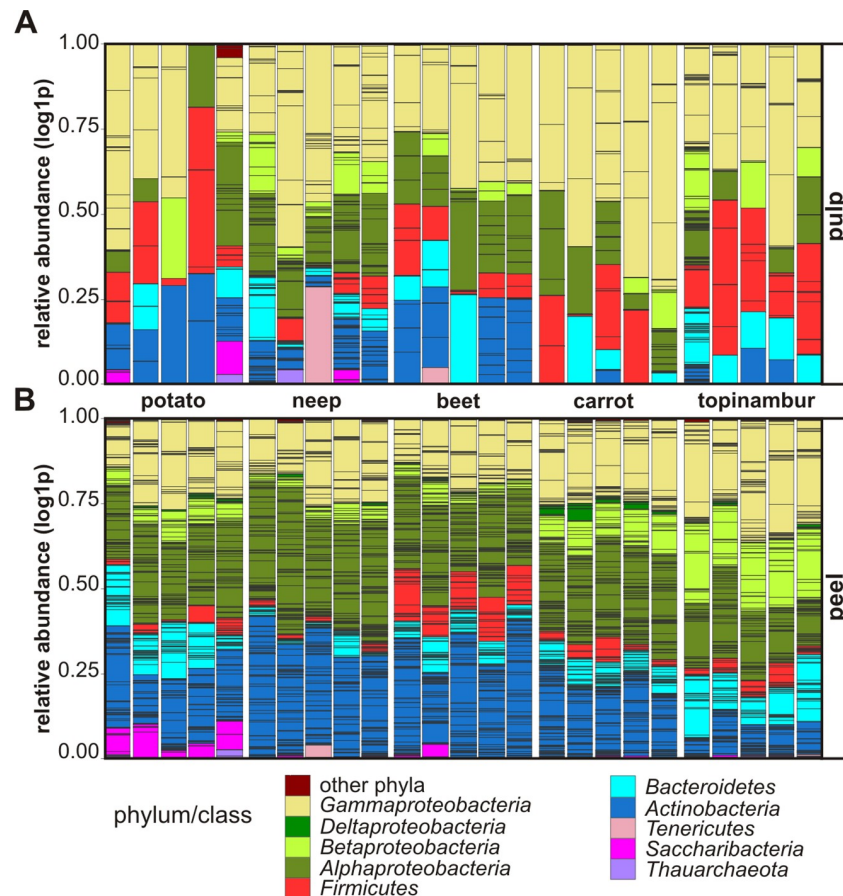 A
relative abundance (log1p)
1.00
0.75
0.50
0.25
0.00
pulp
potato neep beet carrot topinambur
B
relative abundance (log1p)
1.00
0.75
0.50
0.25
0.00
peel
phylum/class
other phyla
Gammaproteobacteria
Deltaproteobacteria
Betaproteobacteria
Alphaproteobacteria
Firmicutes
Bacteroidetes
Actinobacteria
Tenericutes
Saccharibacteria
Thauarchaeota